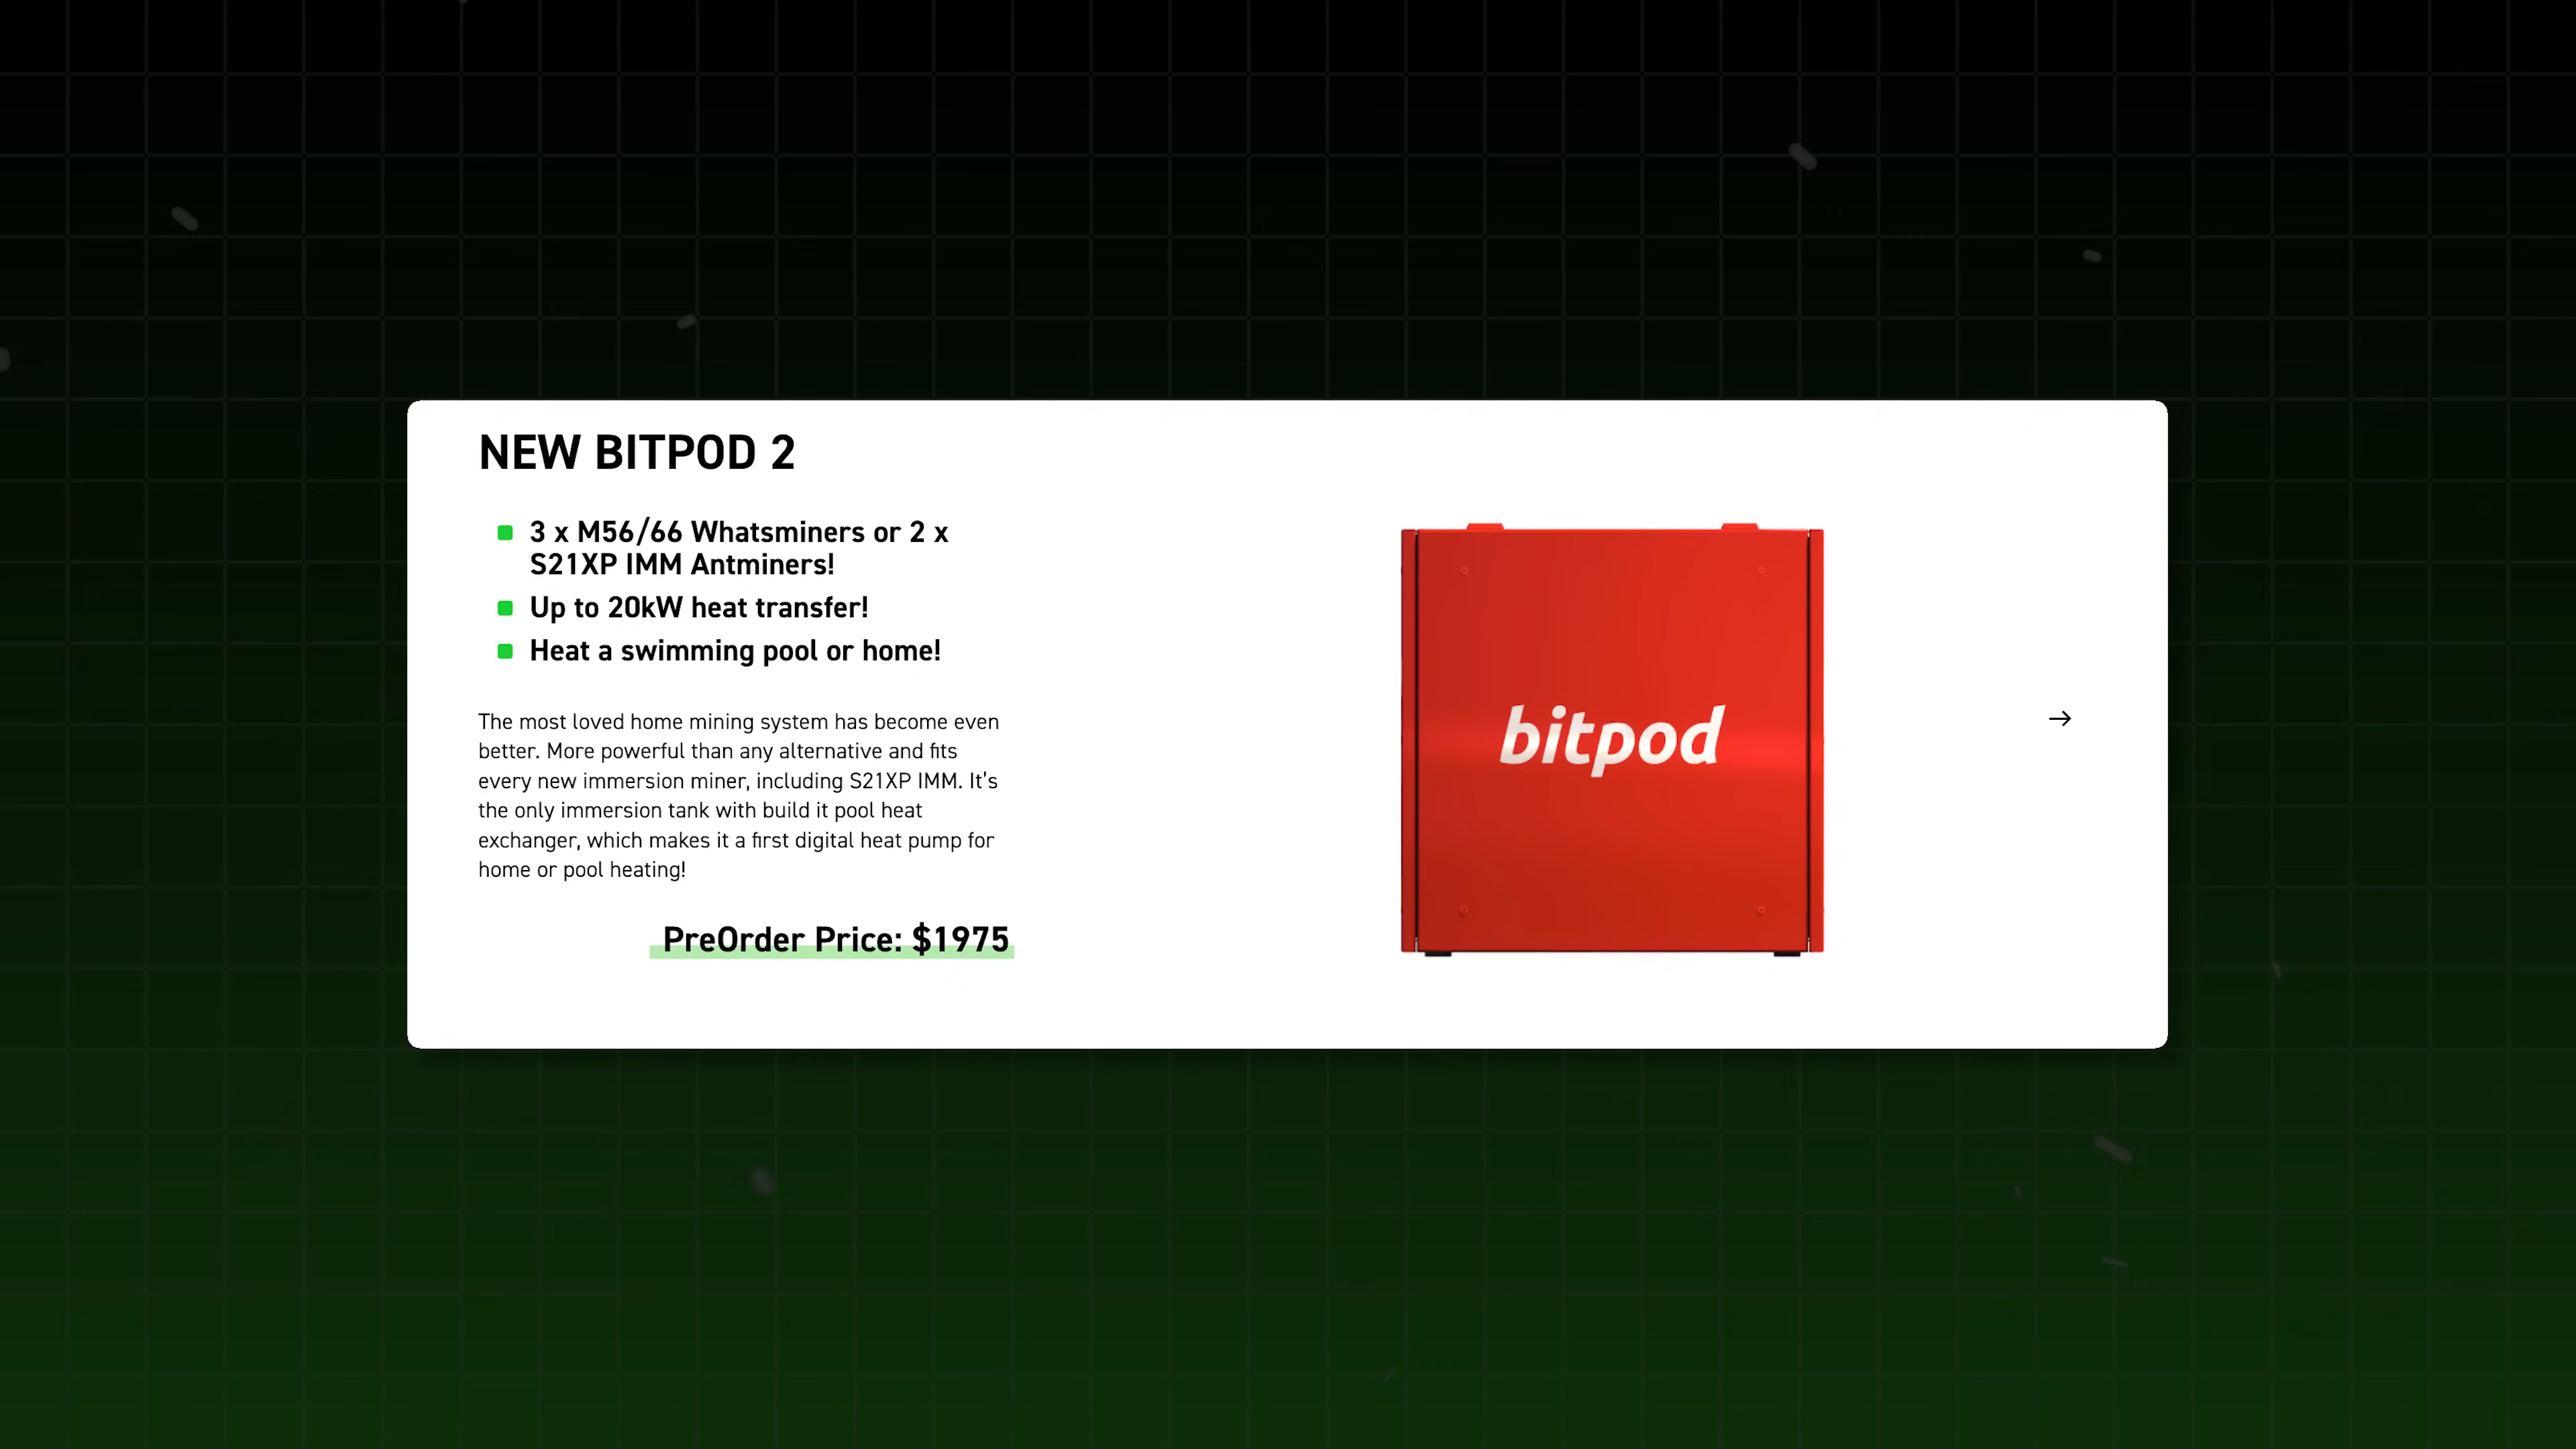 NEW BITPOD 2
3 x M56/66 Whatsminers or 2 x
S21XP IMM Antminers!
Up to 20kW heat transfer!
Heat a swimming pool or home!
The most loved home mining system has become even
better. More powerful than any alternative and fits
every new immersion miner, including S21XP IMM. It's
the only immersion tank with build it pool heat
exchanger, which makes it a first digital heat pump for
home or pool heating!
PreOrder Price: $1975
bitpod